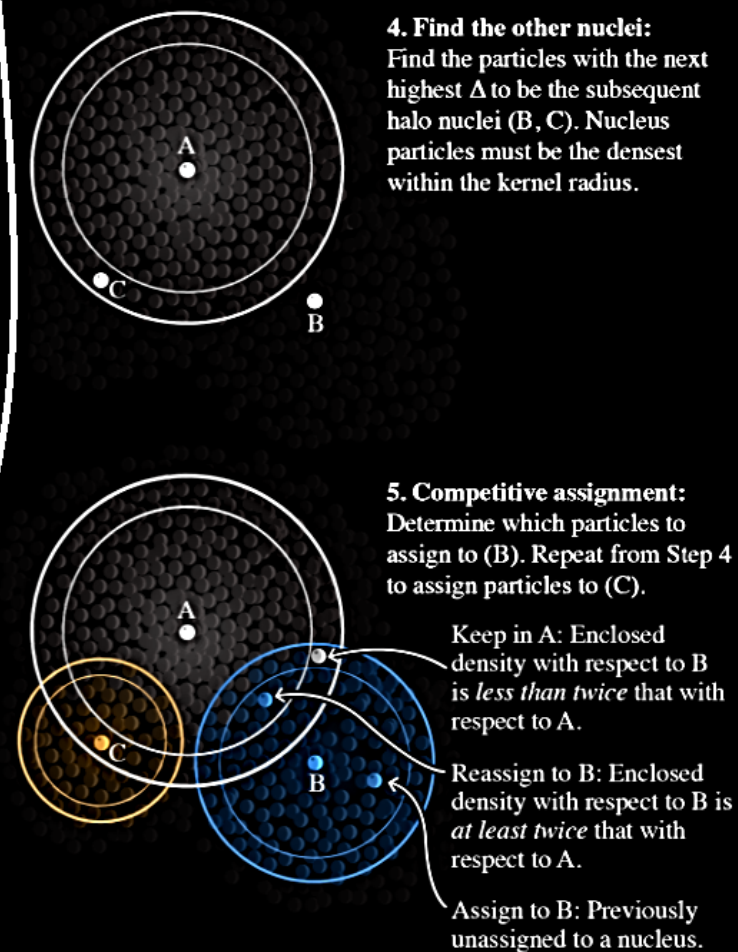 4. Find the other nuclei:
Find the particles with the next
highest Δ to be the subsequent
halo nuclei (B, C). Nucleus
particles must be the densest
within the kernel radius.
A
C
B
5. Competitive assignment:
Determine which particles to
assign to (B). Repeat from Step 4
to assign particles to (C).
A
C
B
Keep in A: Enclosed
density with respect to B
is less than twice that with
respect to A.
Reassign to B: Enclosed
density with respect to B is
at least twice that with
respect to A.
Assign to B: Previously
unassigned to a nucleus.